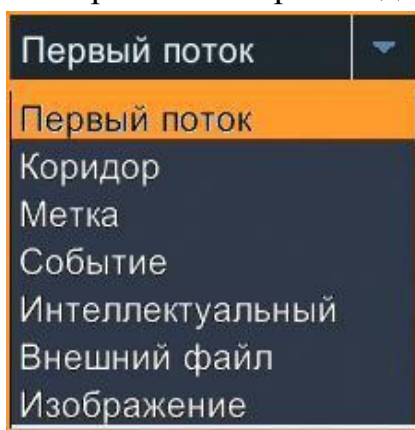 Первый поток
Первый поток
Коридор
Метка
Событие
Интеллектуальный
Внешний файл
Изображение